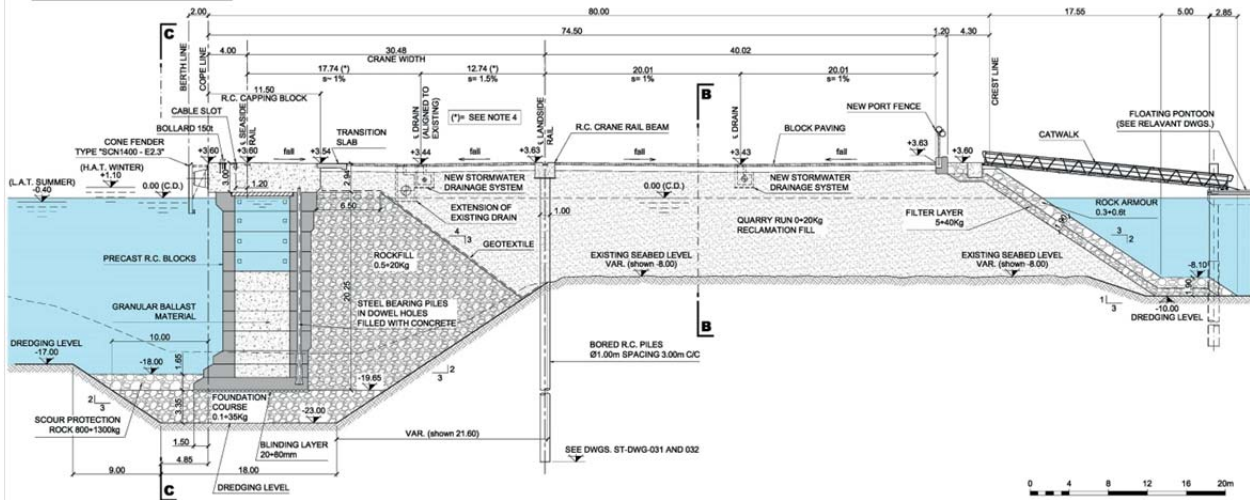 80.00
17.55
5.00
2.85
2.00
74.50
1.20
4.30
C
4.00
30.48
CRANE WIDTH
40.02
17.74 (*)
s~ 1%
12.74 (*)
s= 1.5%
20.01
s= 1%
20.01
s= 1%
11.50
R.C. CAPPING BLOCK
BERTH LINE
COPE LINE
CABLE SLOT
BOLLARD 150t
℄ SEASIDE
RAIL
℄ DRAIN
(ALIGNED TO
EXISTING)
(*)= SEE NOTE 4
℄ LANDSIDE
RAIL
B
℄ DRAIN
CREST LINE
NEW PORT FENCE
FLOATING PONTOON
(SEE RELAVANT DWGS.)
CATWALK
CONE FENDER
TYPE "SCN1400 - E2.3"
TRANSITION
SLAB
R.C. CRANE RAIL BEAM
BLOCK PAVING
+3.60
+3.60
fall
+3.54
fall
+3.44
fall
+3.63
fall
+3.43
fall
+3.63
+3.60
(H.A.T. WINTER)
+1.10
(L.A.T. SUMMER)
-0.40
0.00 (C.D.)
3.00
1.20
2.94
6.50
NEW STORMWATER
DRAINAGE SYSTEM
EXTENSION OF
EXISTING DRAIN
0.00 (C.D.)
NEW STORMWATER
DRAINAGE SYSTEM
1.00
4
3
GEOTEXTILE
QUARRY RUN 0÷20Kg
RECLAMATION FILL
FILTER LAYER
5÷40Kg
ROCK ARMOUR
0.3÷0.6t
3
2
PRECAST R.C. BLOCKS
ROCKFILL
0.5÷20Kg
20.25
EXISTING SEABED LEVEL
VAR. (shown -8.00)
EXISTING SEABED LEVEL
VAR. (shown -8.00)
-8.10
1.90
-10.00
DREDGING LEVEL
1
3
GRANULAR BALLAST
MATERIAL
STEEL BEARING PILES
IN DOWEL HOLES
FILLED WITH CONCRETE
B
10.00
DREDGING LEVEL
-17.00
-18.00
1.65
BORED R.C. PILES
Ø1.00m SPACING 3.00m C/C
-19.65
2
3
2
3
3.35
FOUNDATION
COURSE
0.1÷35Kg
-23.00
SCOUR PROTECTION
ROCK 800÷1300kg
1.50
BLINDING LAYER
20÷80mm
VAR. (shown 21.60)
SEE DWGS. ST-DWG-031 AND 032
4.85
9.00
18.00
C
DREDGING LEVEL
0 4 8 12 16 20m